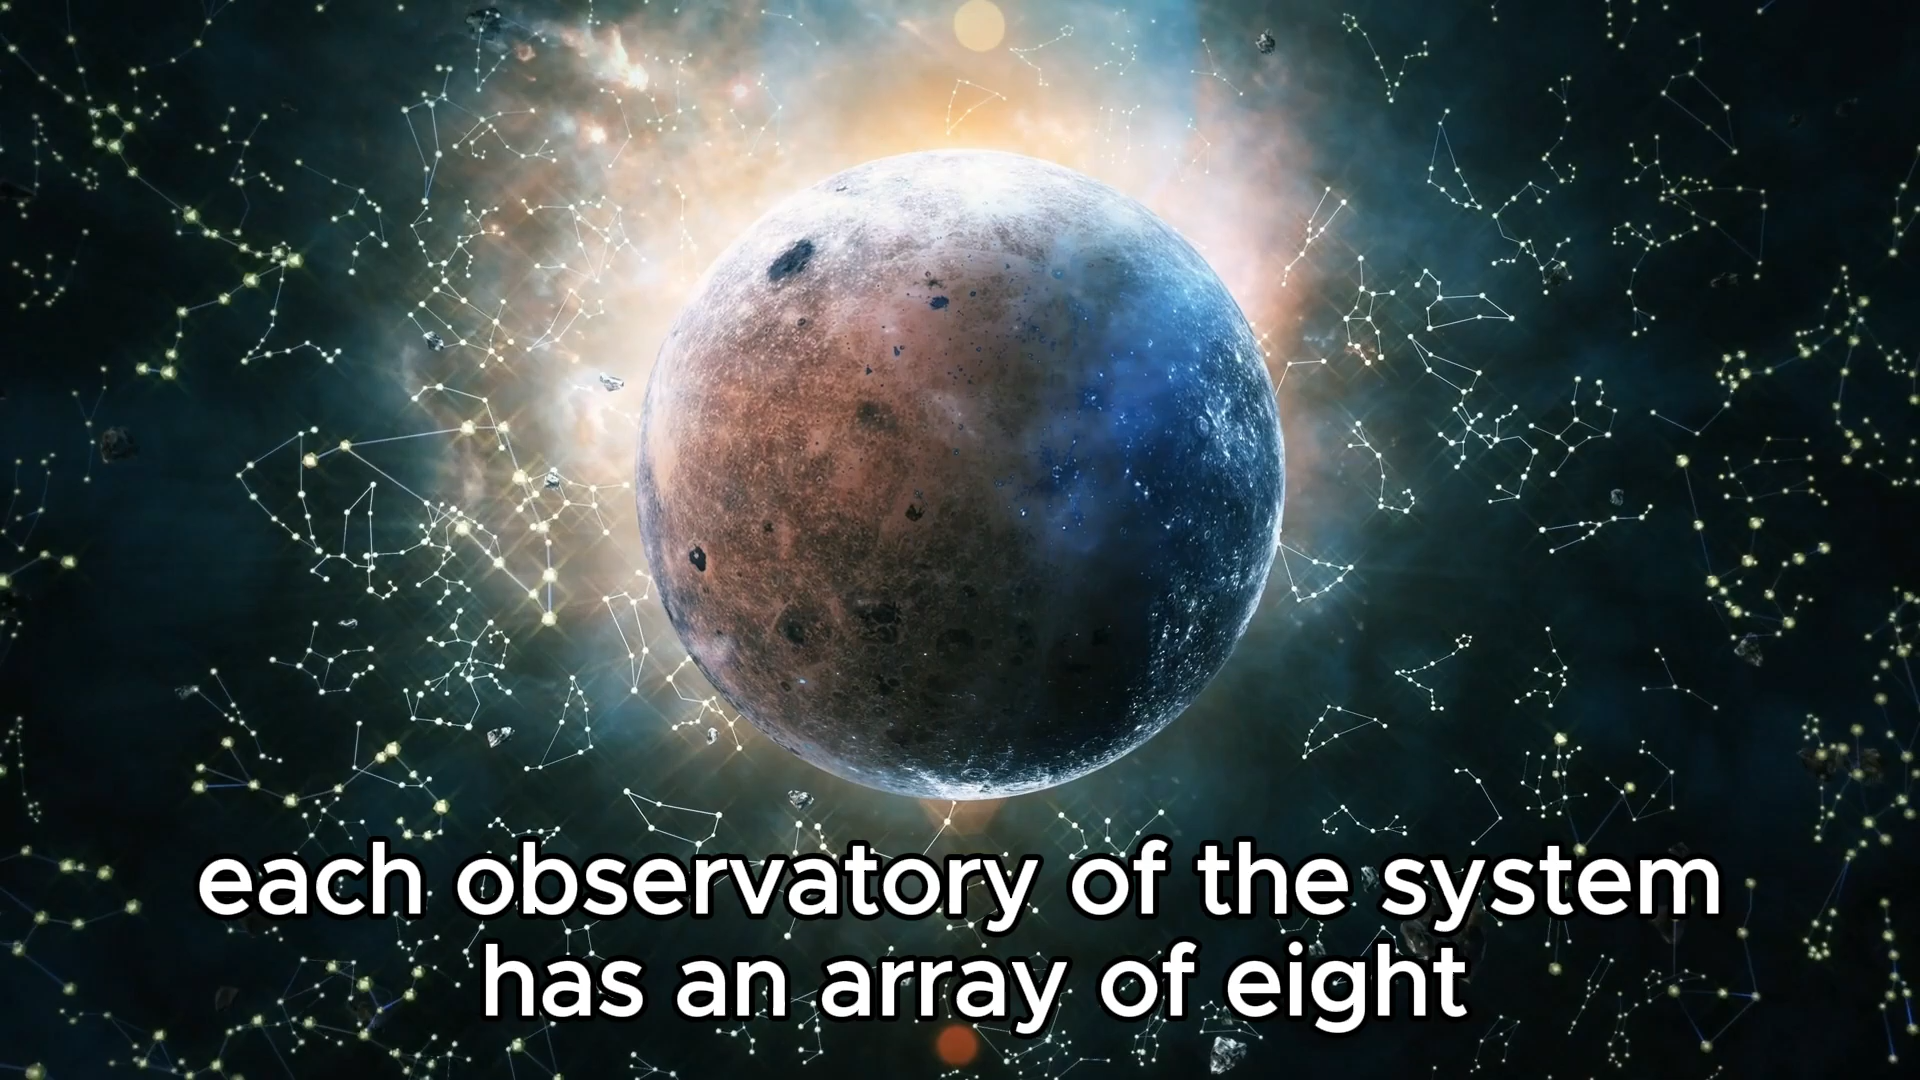 each observatory of the system
has an array of eight